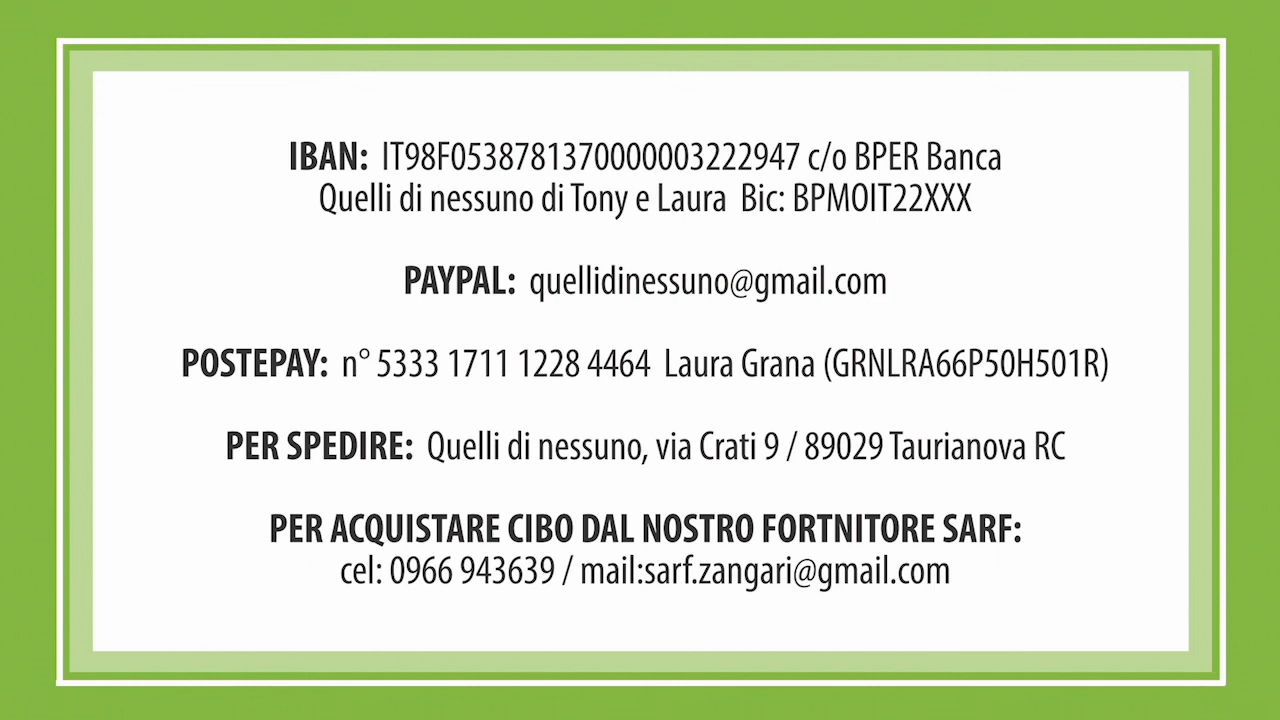 IBAN: IT98F0538781370000003222947 c/o BPER Banca
Quelli di nessuno di Tony e Laura Bic: BPMOIT22XXX
PAYPAL: quellidinessuno@gmail.com
POSTEPAY: n° 5333 1711 1228 4464 Laura Grana (GRNLRA66P50H501R)
PER SPEDIRE: Quelli di nessuno, via Crati 9 / 89029 Taurianova RC
PER ACQUISTARE CIBO DAL NOSTRO FORTNITORE SARF:
cel: 0966 943639 / mail:sarf.zangari@gmail.com